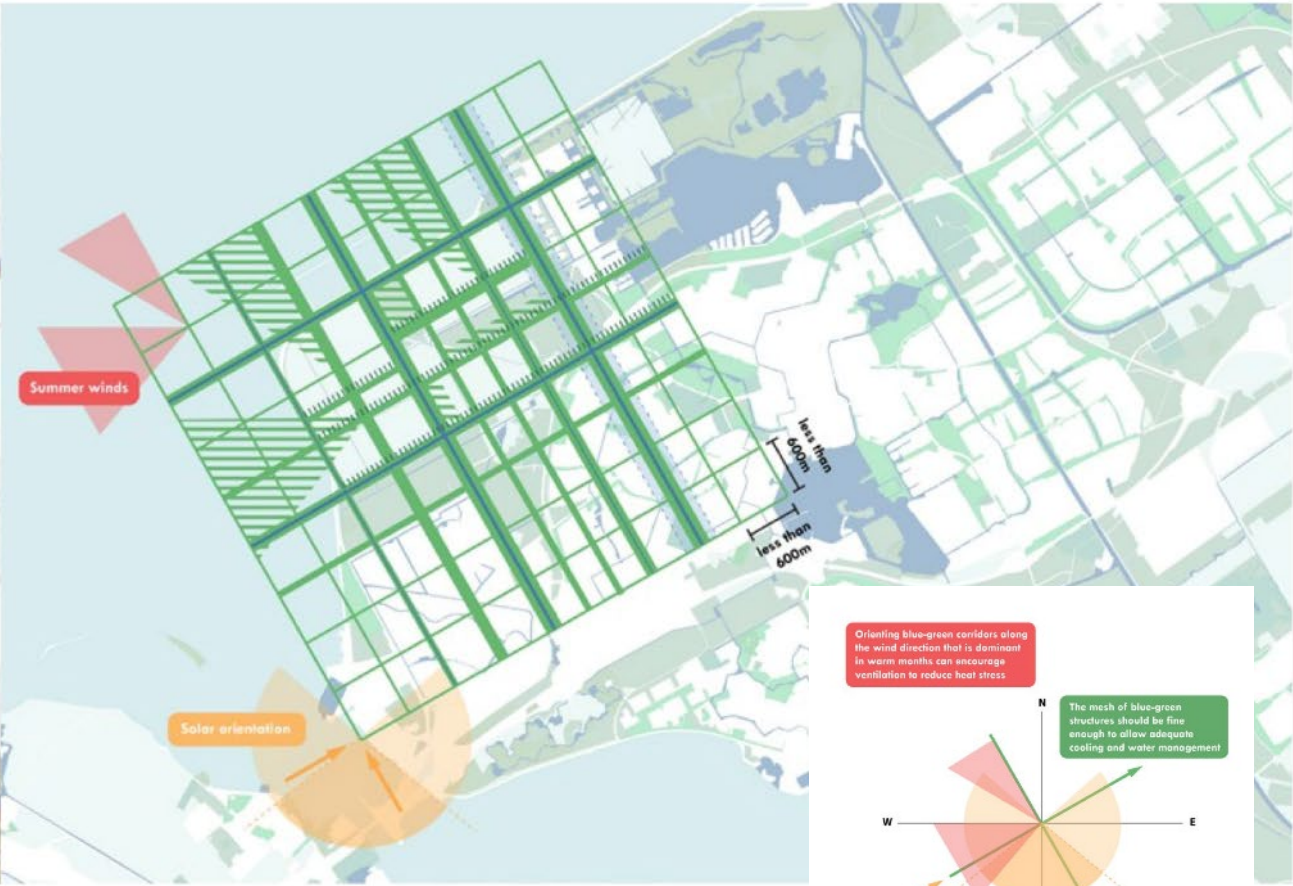 Summer winds
less than
600m
less than
600m
Solar orientation
Orienting blue-green corridors along
the wind direction that is dominant
in warm months can encourage
ventilation to reduce heat stress
N
The mesh of blue-green
structures should be fine
enough to allow adequate
cooling and water management
W
E